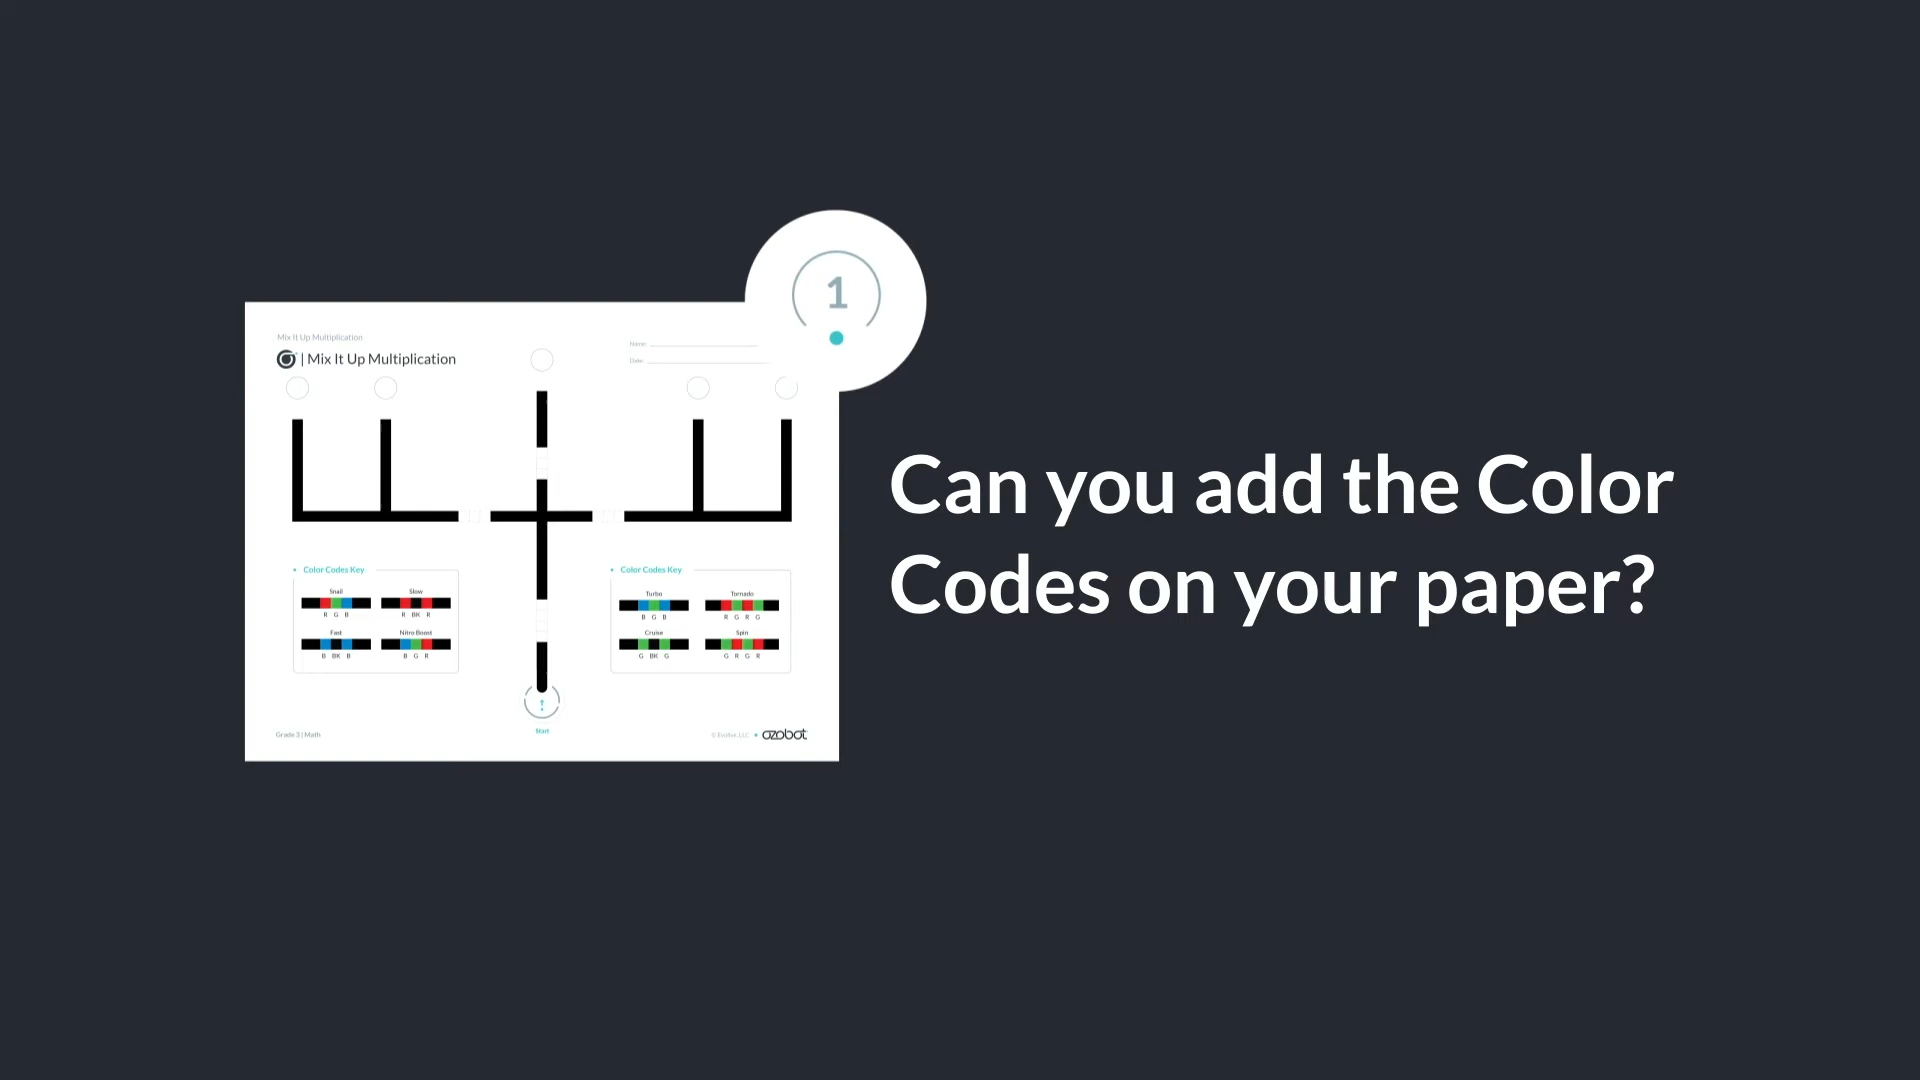 1
Mix It Up Multiplication
| Mix It Up Multiplication
Name:
Date:
Can you add the Color
Codes on your paper?
Color Codes Key
Snail
Slow
R G B
R BK R
Fast
Nitro Boost
B BK B
B G R
Color Codes Key
Turbo
Tornado
B G B
R G R G
Cruise
Spin
G BK G
G R G R
Start
Grade 3 | Math
© Evollve, LLC
ozobot